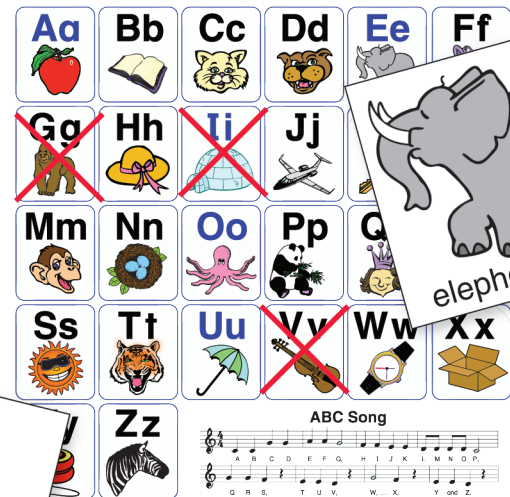 Aa Bb Cc Dd Ee Ff
Gg Hh Ii Jj
Mm Nn Oo Pp Q
eleph
Ss Tt Uu Vv Ww Xx
Zz
ABC Song
A B C D E F G, H I J K L M N O P,
Q R S, T U V, W, X, Y and Z.